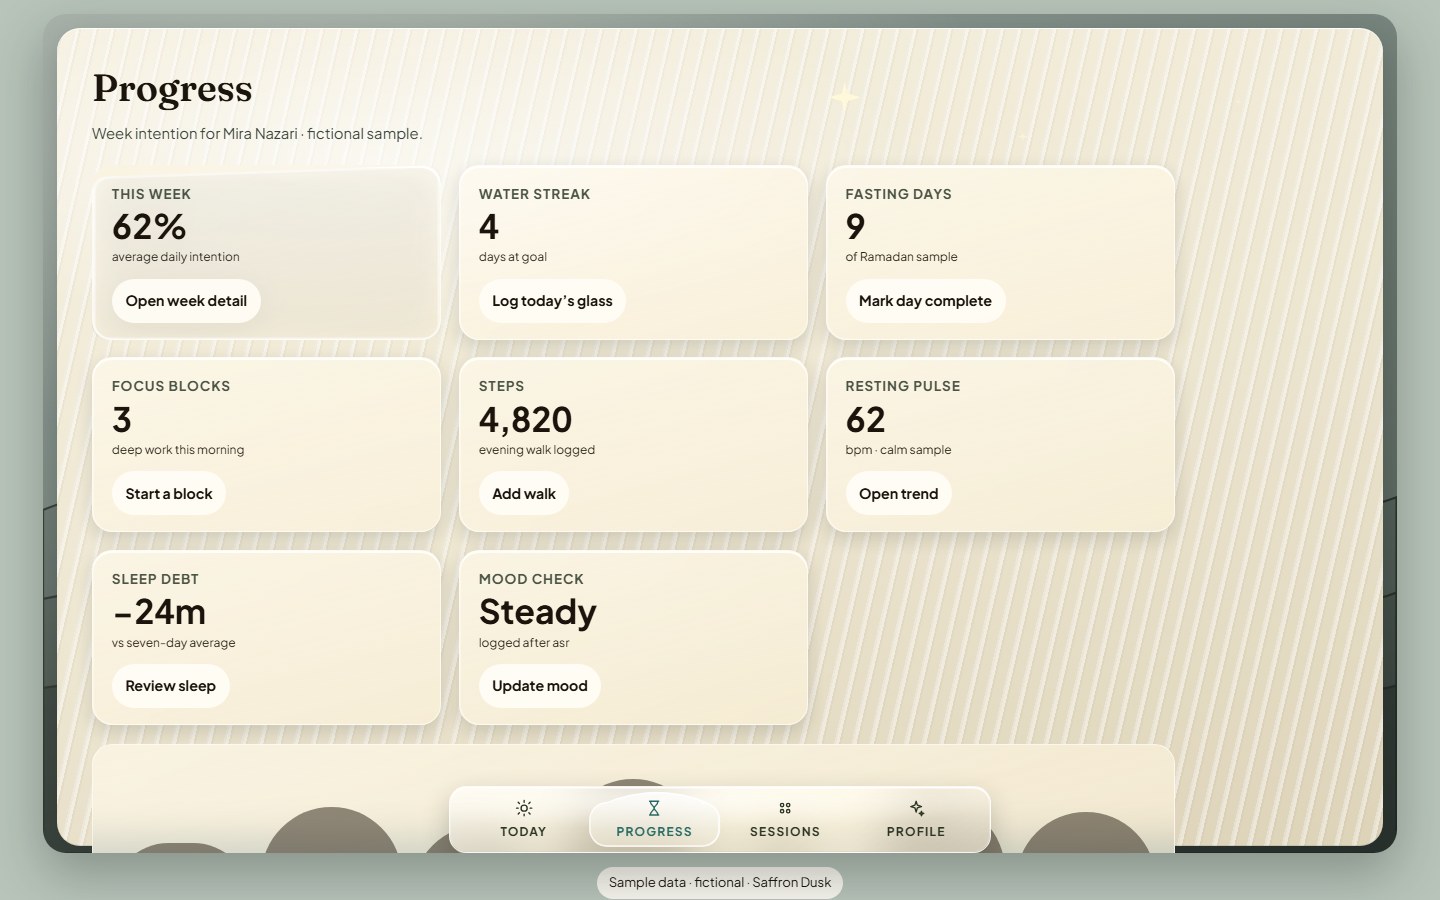 Progress
Week intention for Mira Nazari · fictional sample.
THIS WEEK
62%
average daily intention
Open week detail
WATER STREAK
4
days at goal
Log today’s glass
FASTING DAYS
9
of Ramadan sample
Mark day complete
FOCUS BLOCKS
3
deep work this morning
Start a block
STEPS
4,820
evening walk logged
Add walk
RESTING PULSE
62
bpm · calm sample
Open trend
SLEEP DEBT
−24m
vs seven-day average
Review sleep
MOOD CHECK
Steady
logged after asr
Update mood
TODAY
PROGRESS
SESSIONS
PROFILE
Sample data · fictional · Saffron Dusk